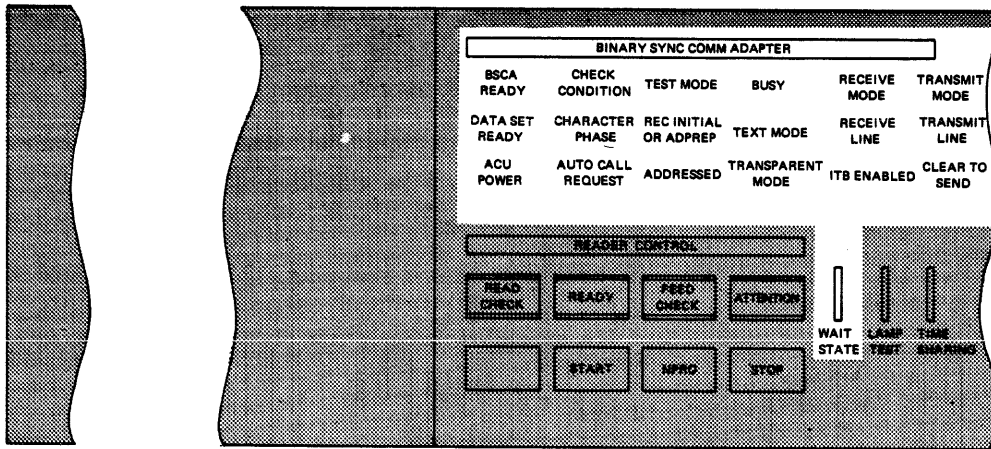 BINARY SYNC COMM ADAPTER
BSCA CHECK TEST MODE BUSY RECEIVE TRANSMIT
READY CONDITION MODE MODE
DATA SET CHARACTER REC INITIAL TEXT MODE RECEIVE TRANSMIT
READY PHASE OR ADPREP LINE LINE
ACU AUTO CALL ADDRESSED TRANSPARENT ITB ENABLED CLEAR TO
POWER REQUEST MODE SEND
READER CONTROL
READ READY FEED ATTENTION
CHECK CHECK
WAIT LAMP TIME
STATE TEST SHARING
START NPRO STOP